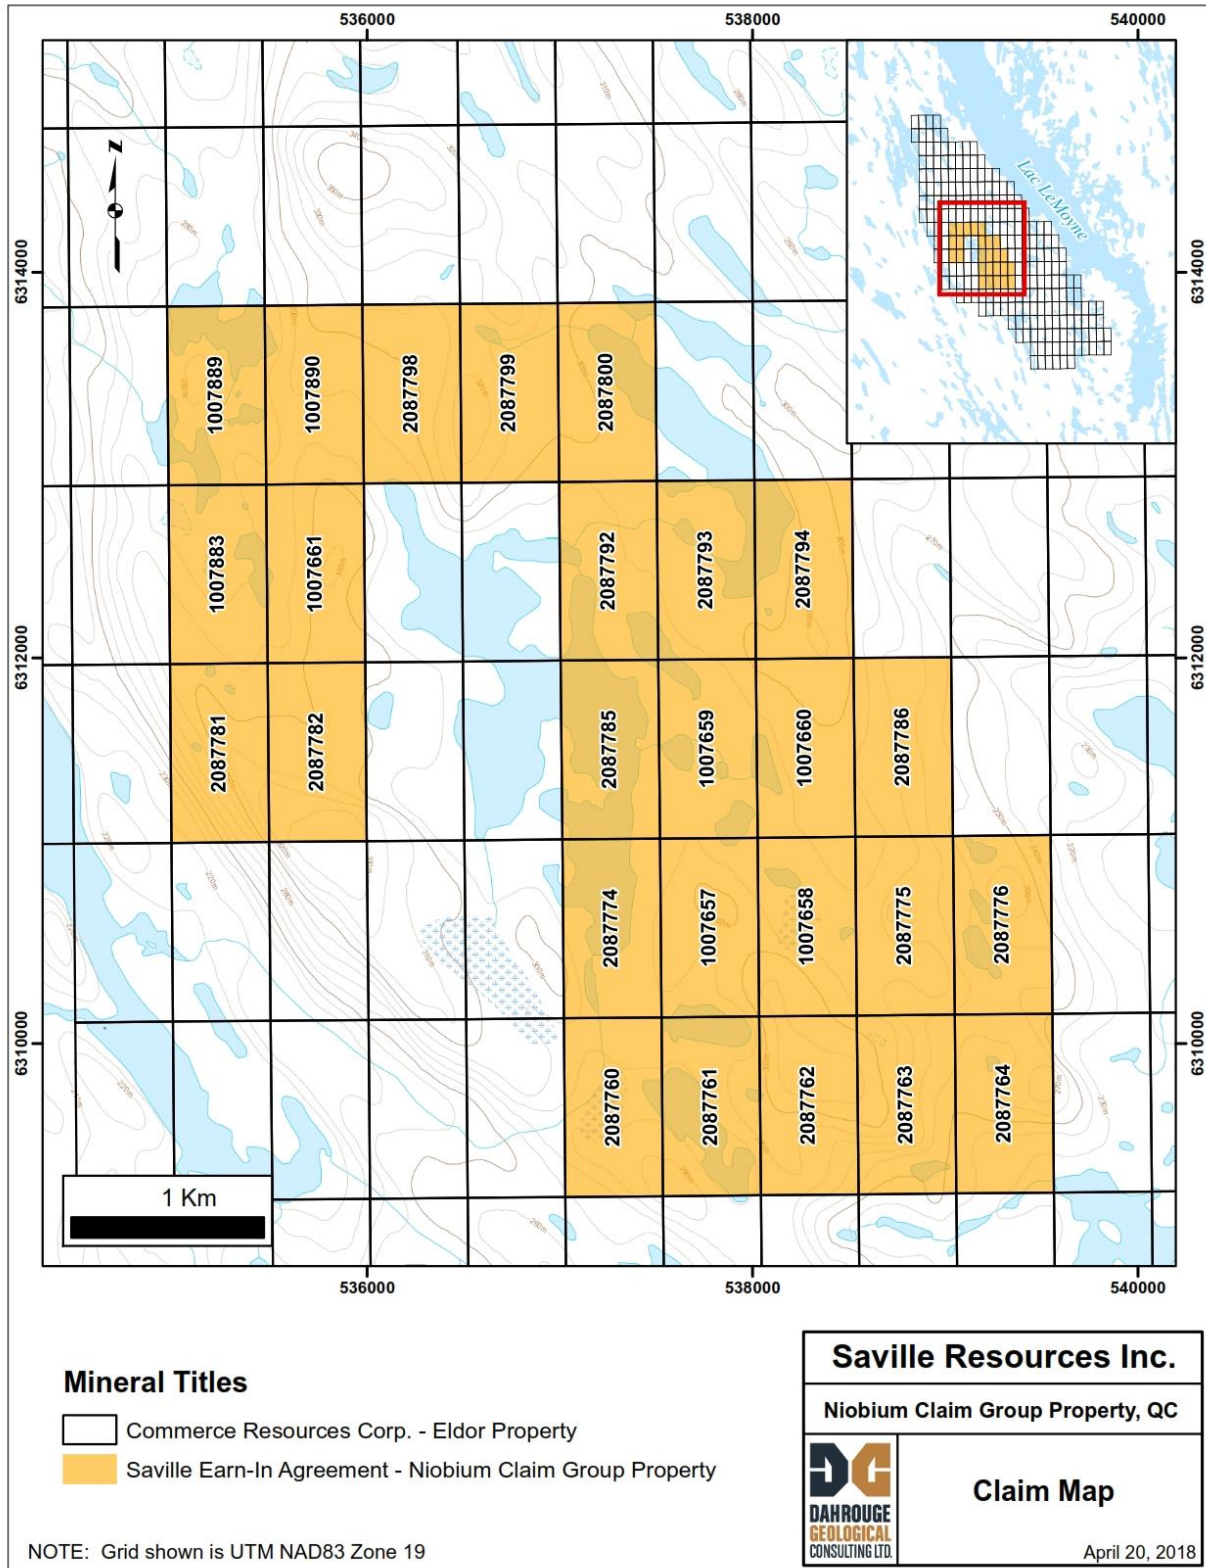 536000
538000
540000
N
Lac LeMoyne
6314000
6314000
1007889
1007890
2087798
2087799
2087800
1007883
1007661
2087792
2087793
2087794
6312000
6312000
2087781
2087782
2087785
1007659
1007660
2087786
2087774
1007657
1007658
2087775
2087776
6310000
6310000
2087760
2087761
2087762
2087763
2087764
1 Km
536000
538000
540000
Mineral Titles
Commerce Resources Corp. - Eldor Property
Saville Earn-In Agreement - Niobium Claim Group Property
NOTE: Grid shown is UTM NAD83 Zone 19
Saville Resources Inc.
Niobium Claim Group Property, QC
DAHROUGE
GEOLOGICAL
CONSULTING LTD.
Claim Map
April 20, 2018